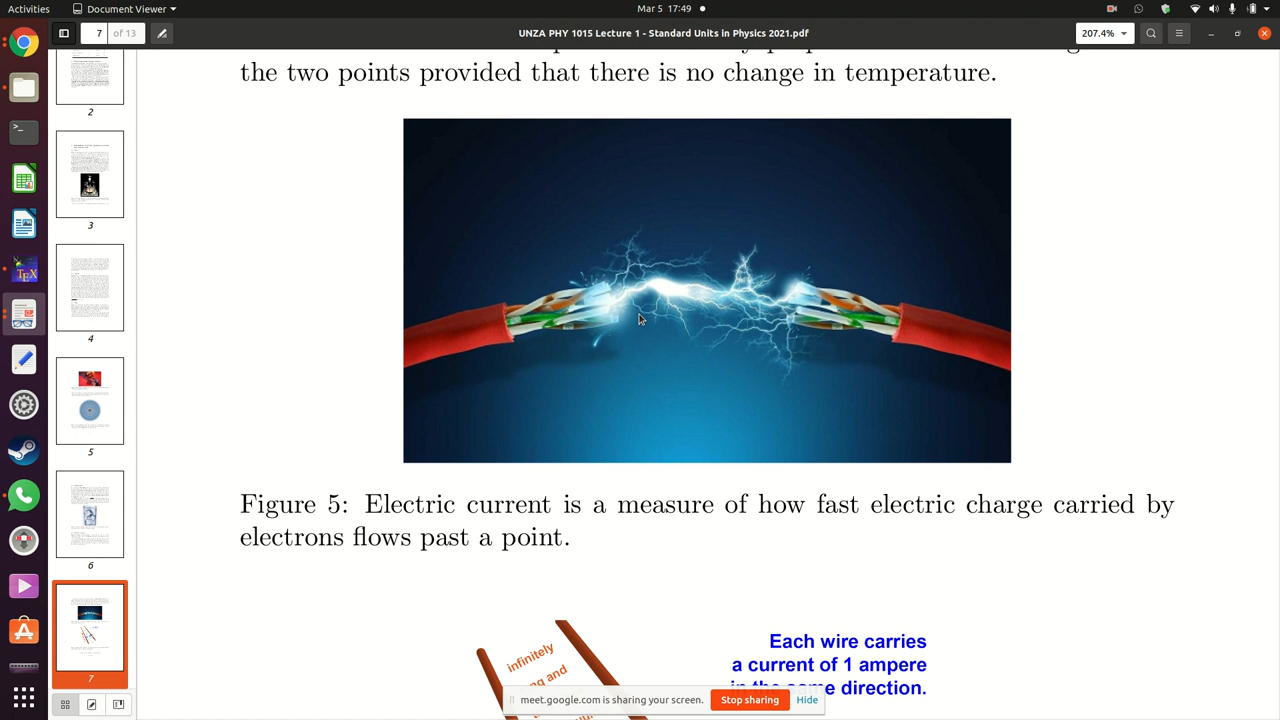 Activities
Document Viewer
Mar 5 17:49
7
of 13
UNZA PHY 1015 Lecture 1 - Standard Units in Physics 2021.pdf
207.4%
the two points provided that there is no change in temperature.
Figure 5: Electric current is a measure of how fast electric charge carried by
electrons flows past a point.
infinitely
and
Each wire carries
a current of 1 ampere
direction.
meet.google.com is sharing your screen.
Stop sharing
Hide
2
3
4
5
6
7